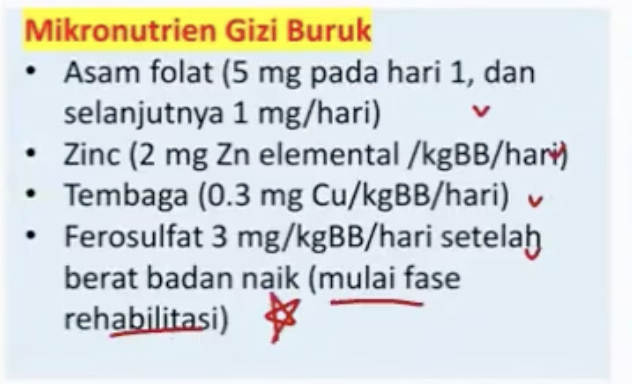 Mikronutrien Gizi Buruk
• Asam folat (5 mg pada hari 1, dan
selanjutnya 1 mg/hari)
• Zinc (2 mg Zn elemental /kgBB/hari)
• Tembaga (0.3 mg Cu/kgBB/hari)
• Ferosulfat 3 mg/kgBB/hari setelah
berat badan naik (mulai fase
rehabilitasi)